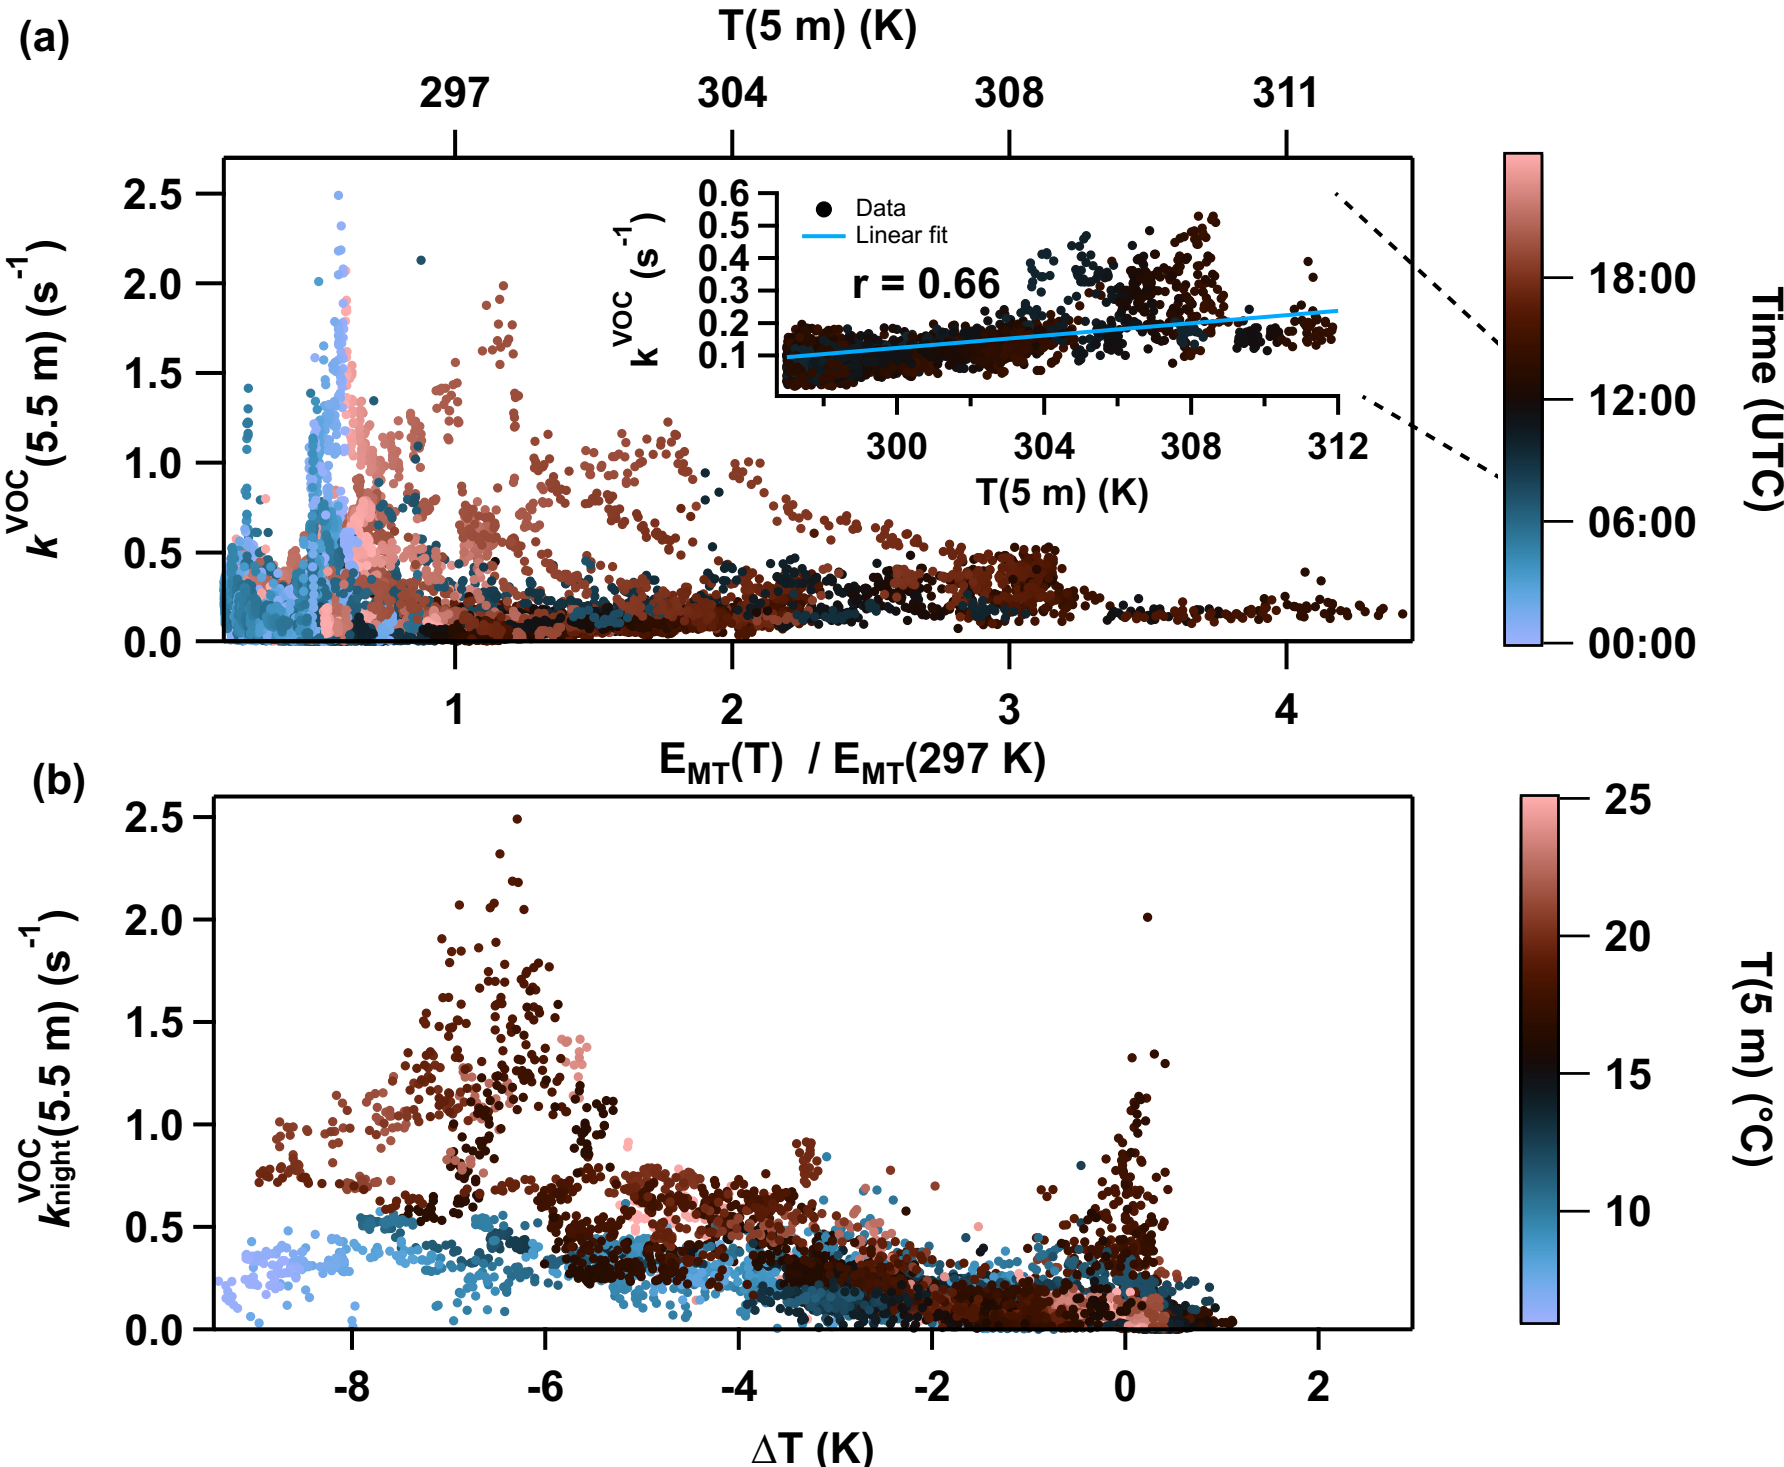 (a)
T(5 m) (K)
297 304 308 311
k^VOC(5.5 m) (s^-1)
2.5
2.0
1.5
1.0
0.5
0.0
k^VOC (s^-1)
0.6
0.5
0.4
0.3
0.2
0.1
Data
Linear fit
r = 0.66
300 304 308 312
T(5 m) (K)
1 2 3 4
E_MT(T) / E_MT(297 K)
18:00
12:00
06:00
00:00
Time (UTC)
(b)
k_night^VOC(5.5 m) (s^-1)
2.5
2.0
1.5
1.0
0.5
0.0
-8 -6 -4 -2 0 2
ΔT (K)
25
20
15
10
T(5 m) (°C)